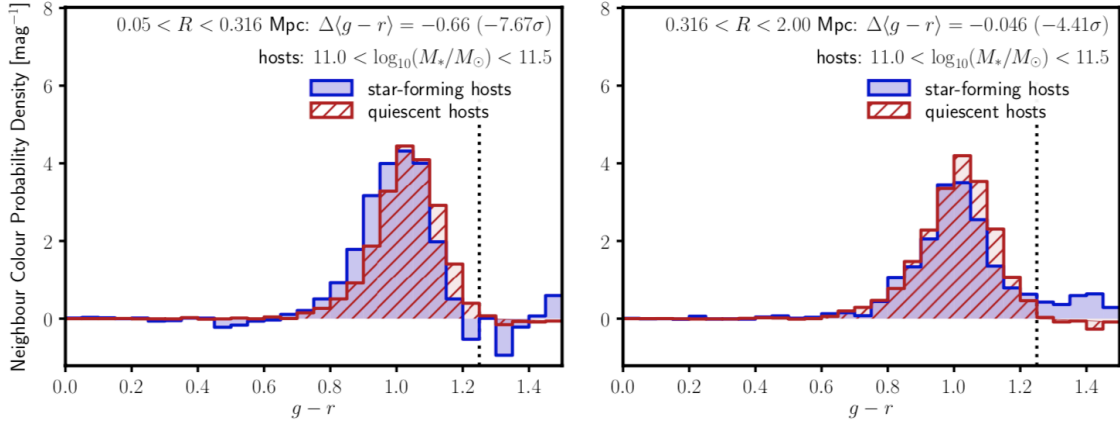 0.05 < R < 0.316 Mpc: Δ⟨g − r⟩ = −0.66 (−7.67σ)
hosts: 11.0 < log₁₀(M*/M⊙) < 11.5
star-forming hosts
quiescent hosts
Neighbour Colour Probability Density [mag⁻¹]
8
6
4
2
0
0.0 0.2 0.4 0.6 0.8 1.0 1.2 1.4
g − r
0.316 < R < 2.00 Mpc: Δ⟨g − r⟩ = −0.046 (−4.41σ)
hosts: 11.0 < log₁₀(M*/M⊙) < 11.5
star-forming hosts
quiescent hosts
8
6
4
2
0
0.0 0.2 0.4 0.6 0.8 1.0 1.2 1.4
g − r